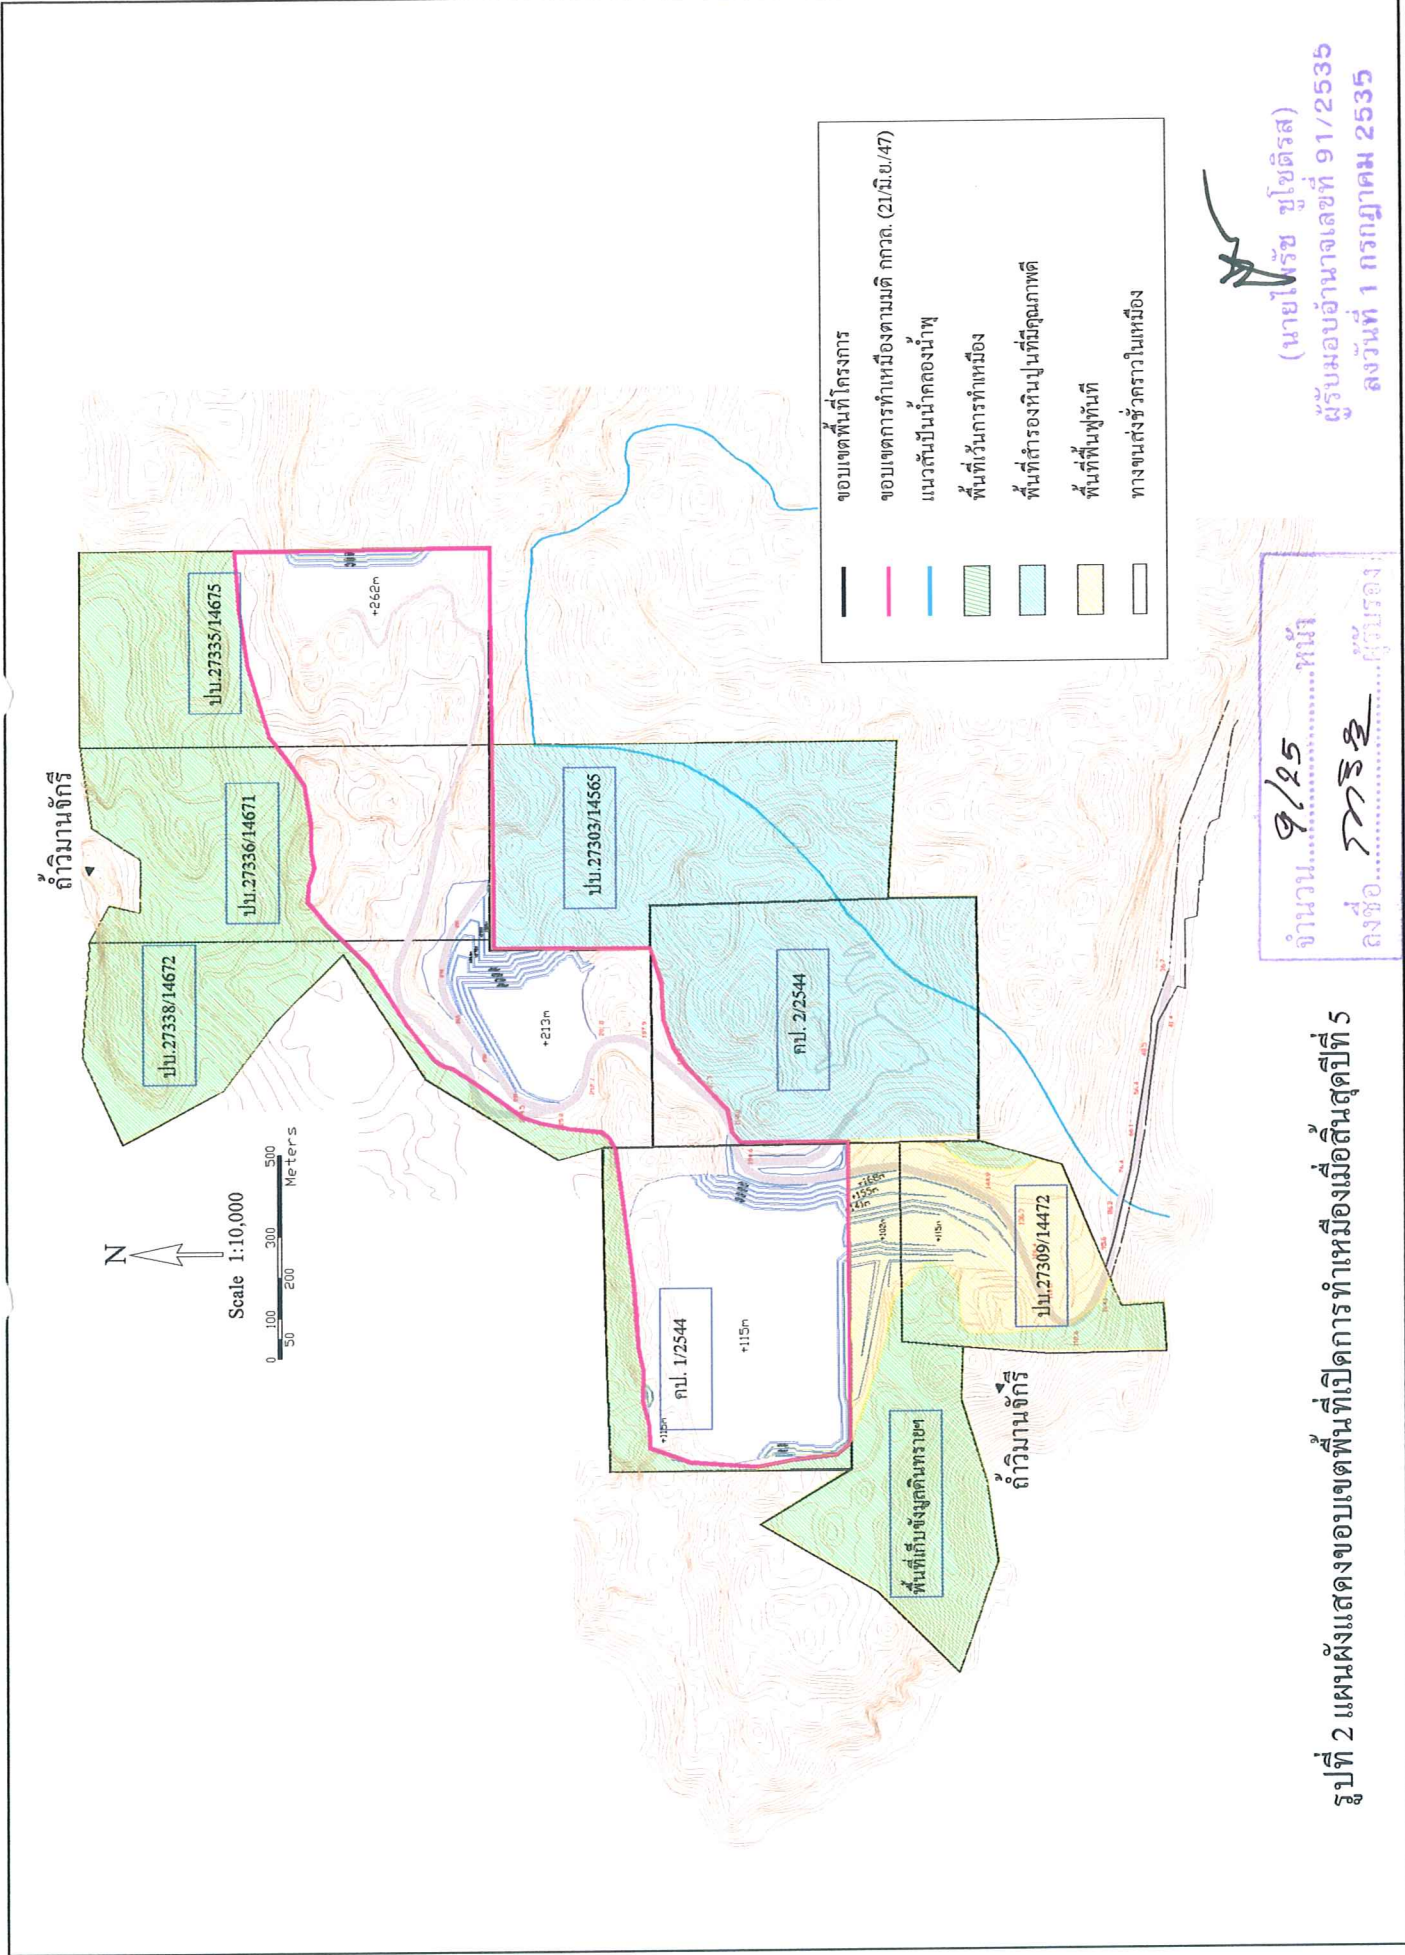 ถ้ำวิมานจักรี
N
Scale 1:10,000
0 100 300 500
50 200 Meters
ปบ.27338/14672
ปบ.27336/14671
ปบ.27335/14675
+262m
+213m
ปบ.27303/14565
คป. 1/2544
+115m
+115m
คป. 2/2544
+168m
+155m
+141m
+102m
+115m
ปบ.27309/14472
พื้นที่เก็บขังมูลดินทรายฯ
ถ้ำวิมานจักรี
ขอบเขตพื้นที่โครงการ
ขอบเขตการทำเหมืองตามมติ กกวล. (21/มิ.ย./47)
แนวสันปันน้ำคลองน้ำพุ
พื้นที่เว้นการทำเหมือง
พื้นที่สำรองหินปูนที่มีคุณภาพดี
พื้นที่ฟื้นฟูทันที
ทางขนส่งชั่วคราวในเหมือง
รูปที่ 2 แผนผังแสดงขอบเขตพื้นที่เปิดการทำเหมืองเมื่อสิ้นสุดปีที่ 5
จำนวน 9/25 หน้า
ลงชื่อ ผู้รับรอง
(นายไพรัช ชูโชติรส)
ผู้รับมอบอำนาจเลขที่ 91/2535
ลงวันที่ 1 กรกฎาคม 2535